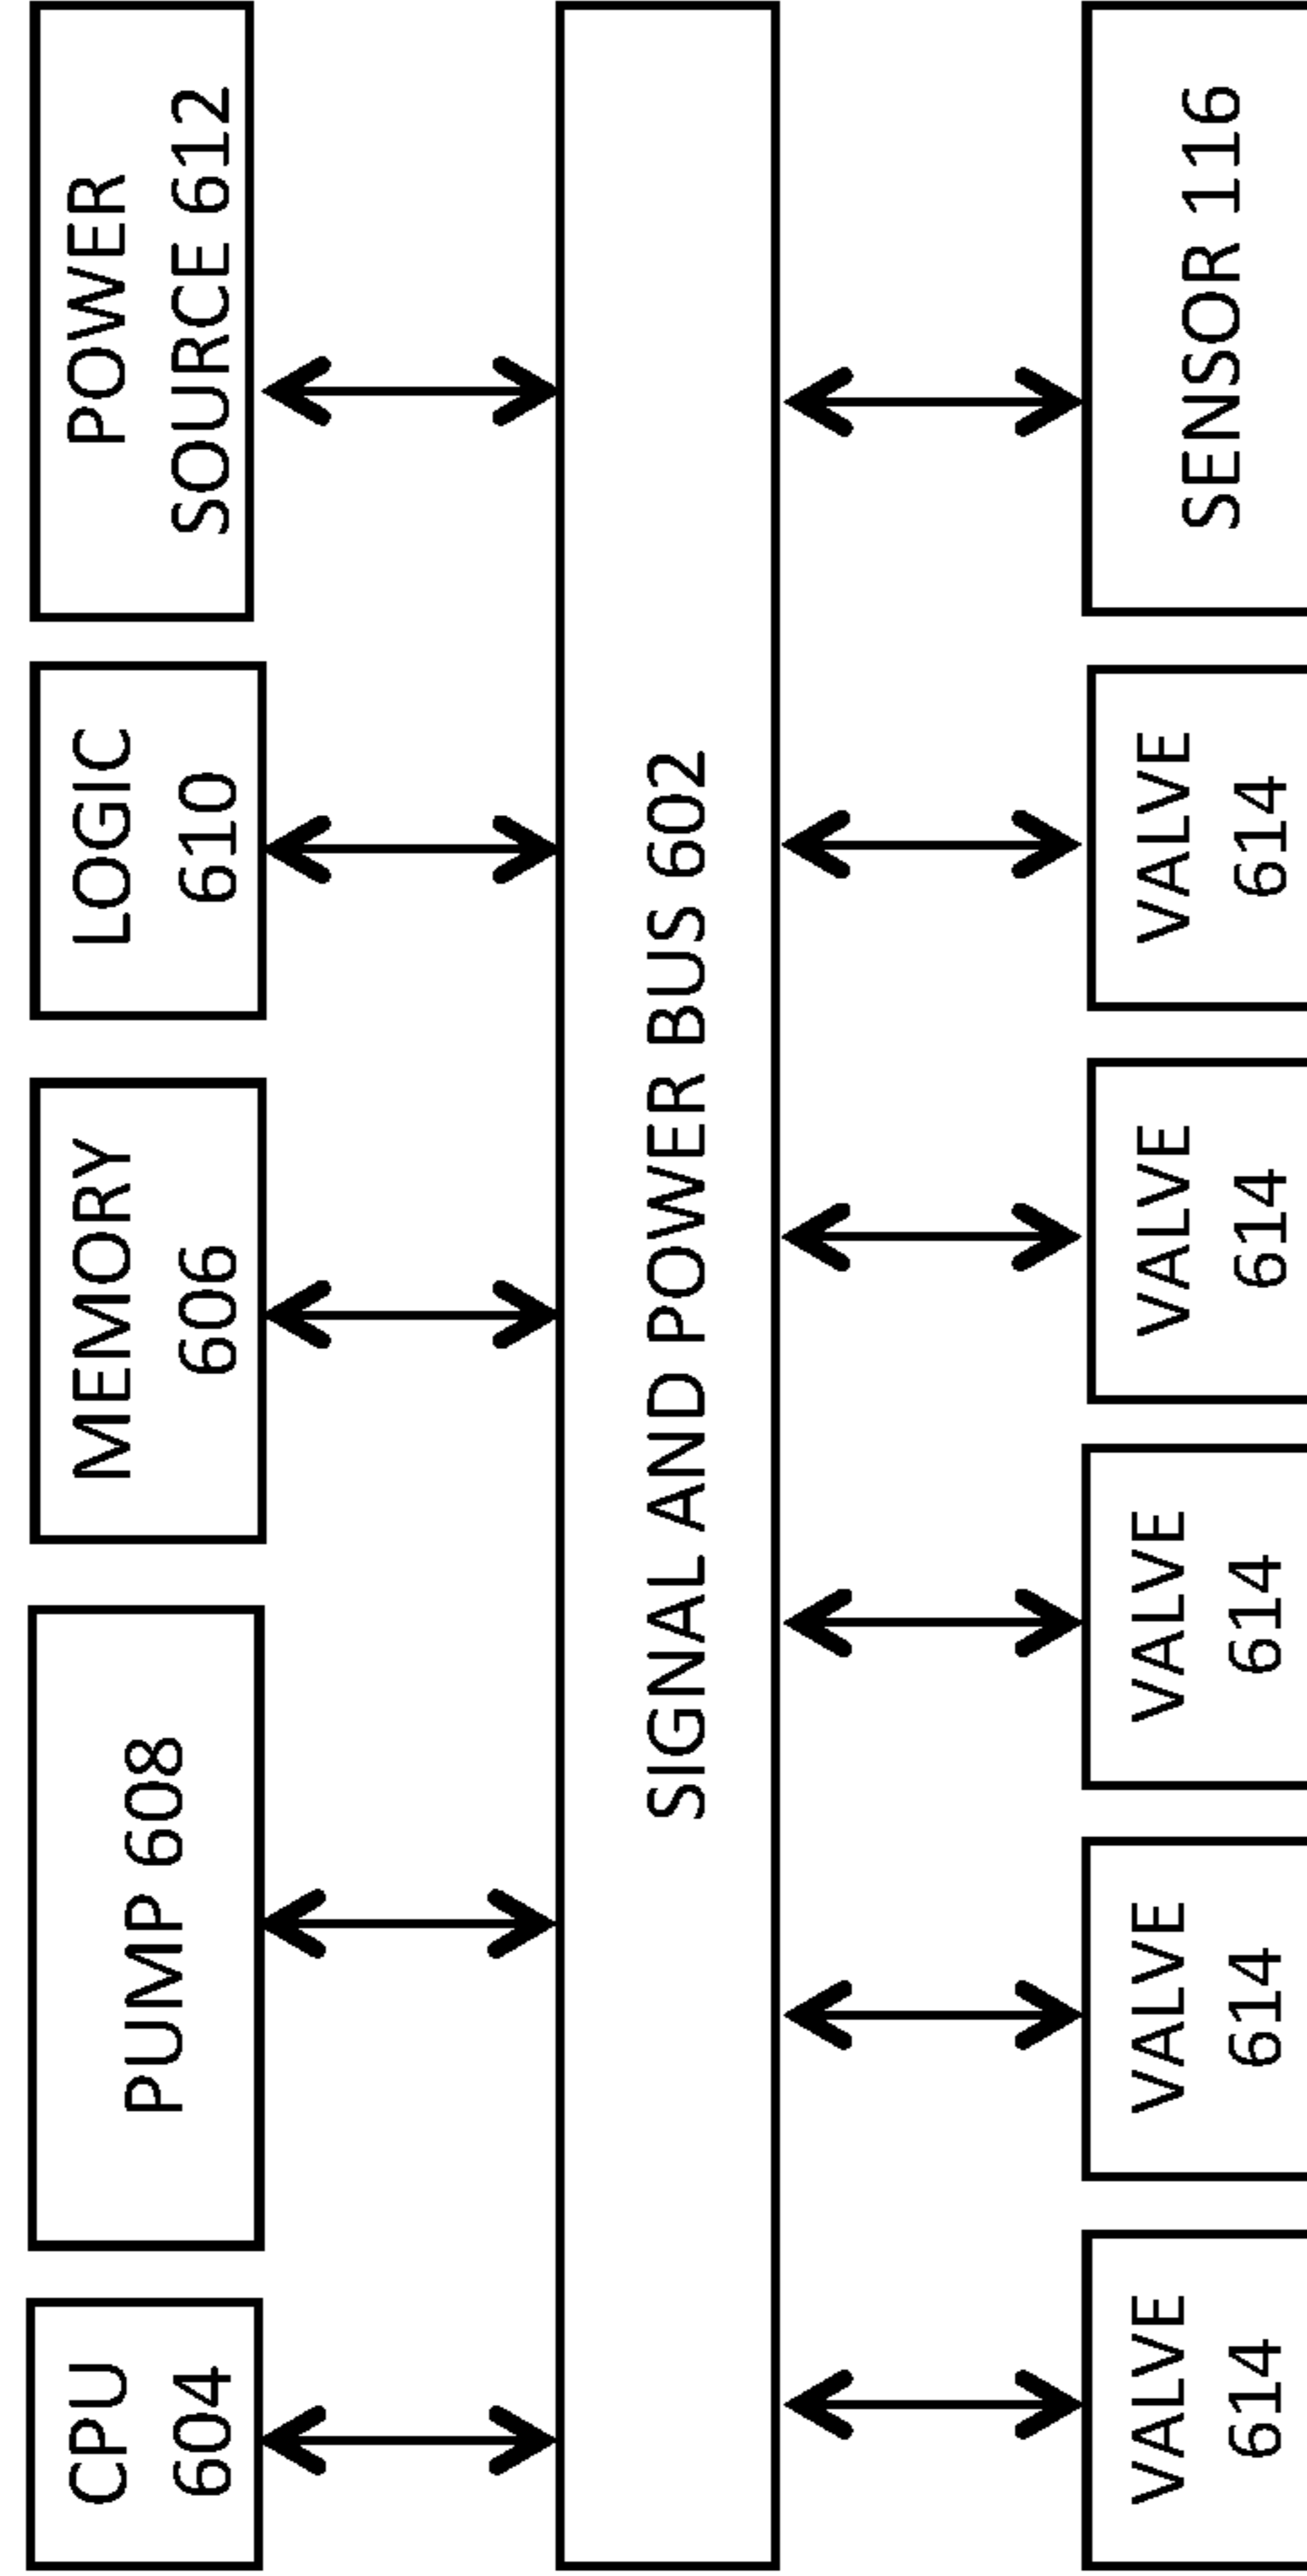 CPU
604
PUMP 608
MEMORY
606
LOGIC
610
POWER
SOURCE 612
SIGNAL AND POWER BUS 602
VALVE
614
VALVE
614
VALVE
614
VALVE
614
VALVE
614
SENSOR 116